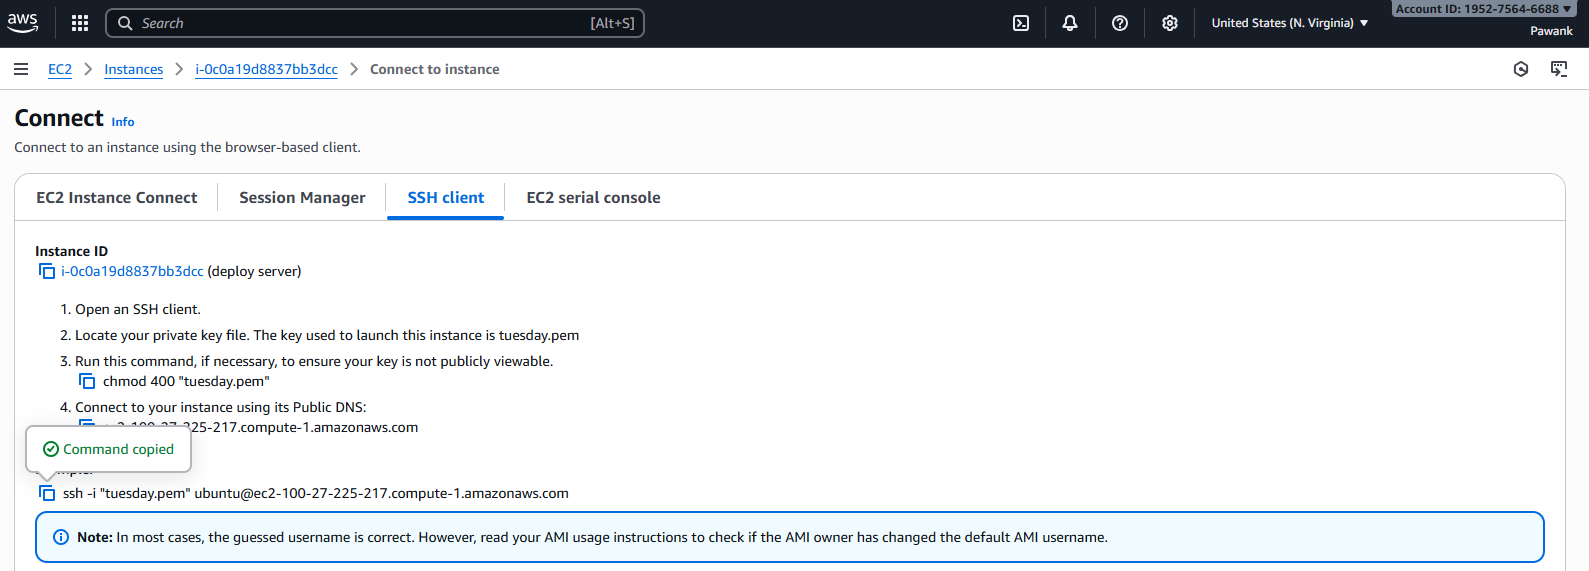 aws
Search [Alt+S]
United States (N. Virginia)
Account ID: 1952-7564-6688
Pawank
EC2 > Instances > i-0c0a19d8837bb3dcc > Connect to instance
Connect Info
Connect to an instance using the browser-based client.
EC2 Instance Connect Session Manager SSH client EC2 serial console
Instance ID
i-0c0a19d8837bb3dcc (deploy server)
1. Open an SSH client.
2. Locate your private key file. The key used to launch this instance is tuesday.pem
3. Run this command, if necessary, to ensure your key is not publicly viewable.
chmod 400 "tuesday.pem"
4. Connect to your instance using its Public DNS:
2-100-27-225-217.compute-1.amazonaws.com
Command copied
ssh -i "tuesday.pem" ubuntu@ec2-100-27-225-217.compute-1.amazonaws.com
Note: In most cases, the guessed username is correct. However, read your AMI usage instructions to check if the AMI owner has changed the default AMI username.